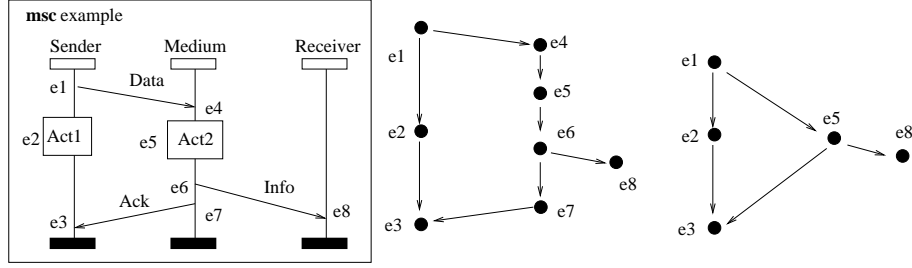 msc example
Sender Medium Receiver
e1 Data e4
e2 Act1 e5 Act2
e6 Info
e3 Ack e7 e8
e1 e4
e5
e2 e6
e8
e3 e7
e1
e2 e5 e8
e3